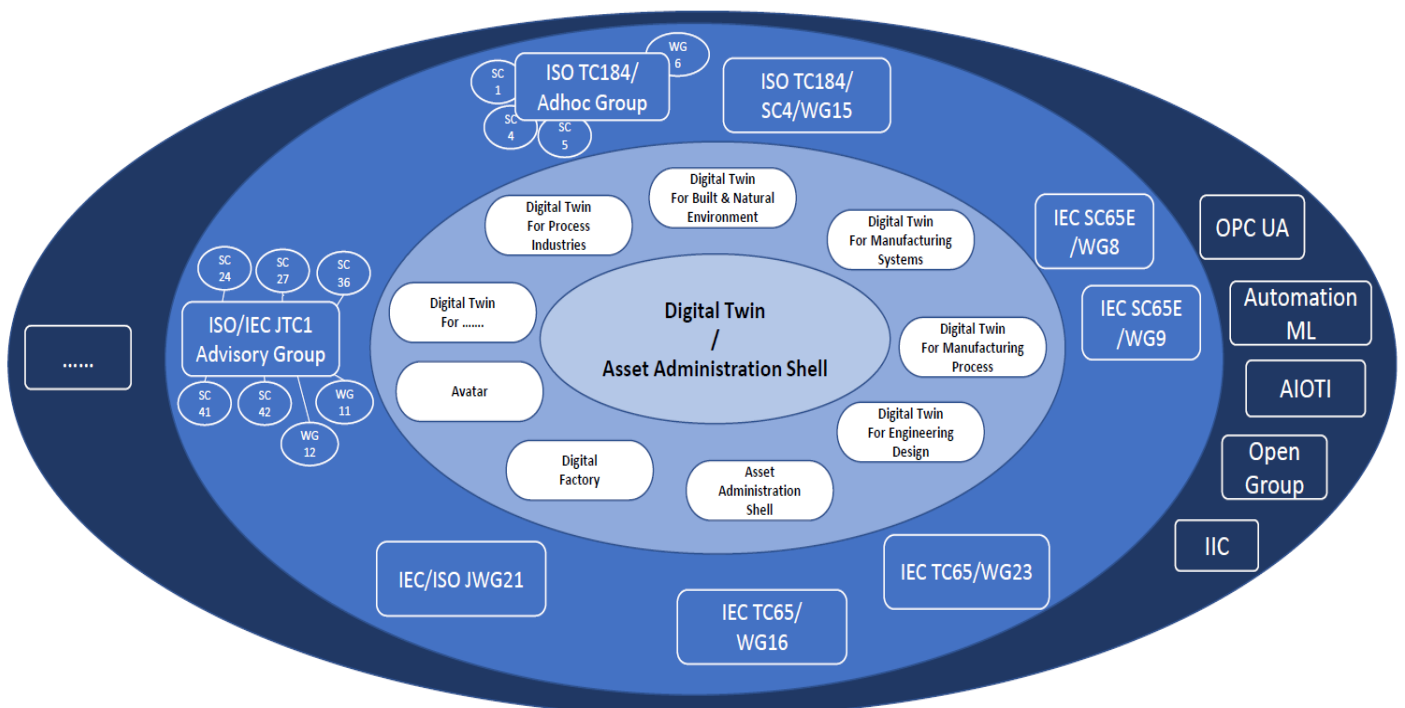 WG
6
SC
1
ISO TC184/
Adhoc Group
SC
4
SC
5
ISO TC184/
SC4/WG15
Digital Twin
For Built & Natural
Environment
Digital Twin
For Process
Industries
Digital Twin
For Manufacturing
Systems
IEC SC65E
/WG8
OPC UA
SC
24
SC
27
SC
36
ISO/IEC JTC1
Advisory Group
SC
41
SC
42
WG
11
WG
12
......
Digital Twin
For .......
Avatar
Digital Twin
/
Asset Administration Shell
Digital Twin
For Manufacturing
Process
IEC SC65E
/WG9
Automation
ML
AIOTI
Digital Twin
For Engineering
Design
Digital
Factory
Asset
Administration
Shell
Open
Group
IIC
IEC/ISO JWG21
IEC TC65/
WG16
IEC TC65/WG23